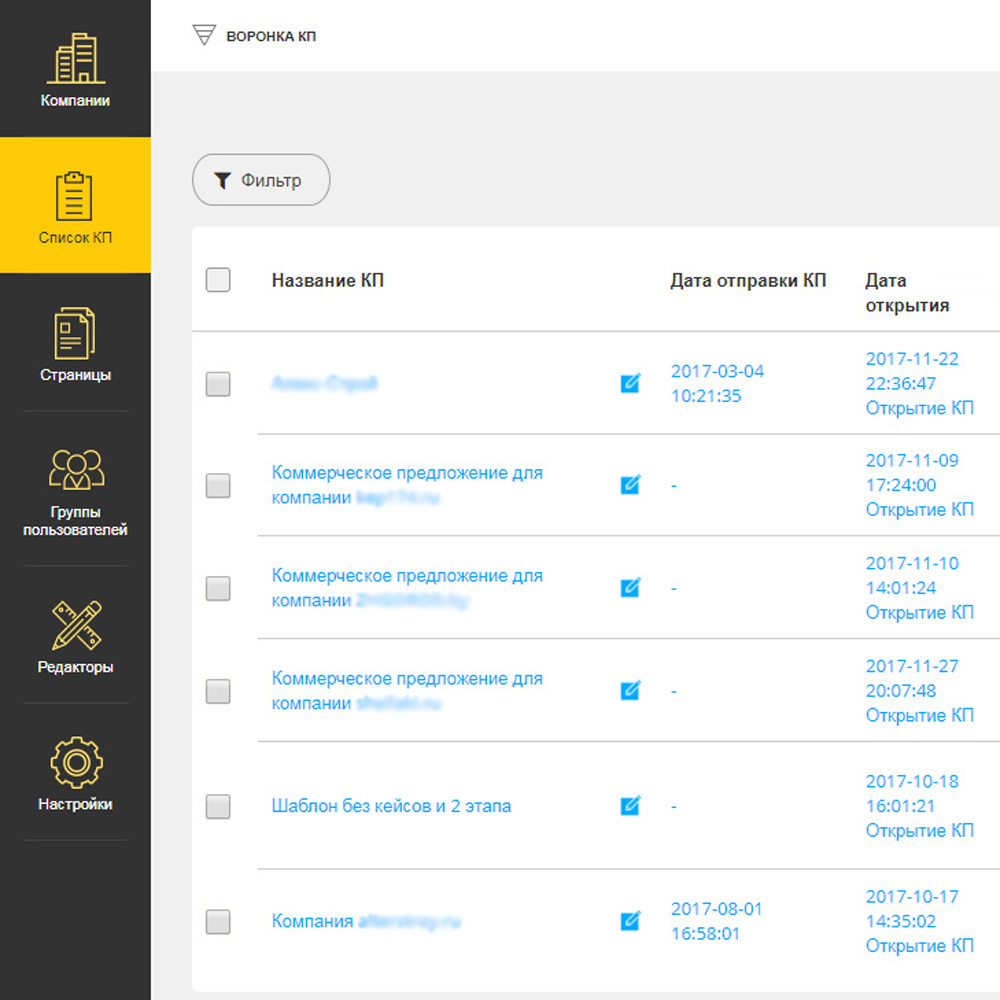 Компании
Список КП
Страницы
Группы
пользователей
Редакторы
Настройки
ВОРОНКА КП
Фильтр
Название КП
Дата отправки КП
Дата
открытия
2017-03-04
10:21:35
2017-11-22
22:36:47
Открытие КП
Коммерческое предложение для
компании
-
2017-11-09
17:24:00
Открытие КП
Коммерческое предложение для
компании
-
2017-11-10
14:01:24
Открытие КП
Коммерческое предложение для
компании
-
2017-11-27
20:07:48
Открытие КП
Шаблон без кейсов и 2 этапа
-
2017-10-18
16:01:21
Открытие КП
Компания
2017-08-01
16:58:01
2017-10-17
14:35:02
Открытие КП